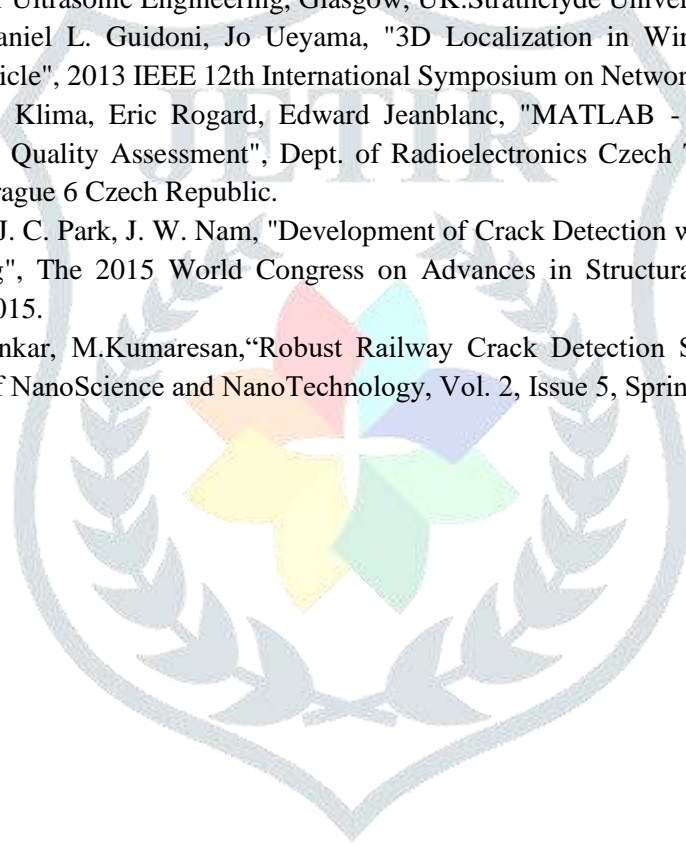 Ultrasonic Engineering, Glasgow, UK.Strathclyde
aniel L. Guidoni, Jo Ueyama, "3D Localization in
icle", 2013 IEEE 12th International Symposium on Networ
Klima, Eric Rogard, Edward Jeanblanc, "MATLAB -
Quality Assessment", Dept. of Radioelectronics Czech
rague 6 Czech Republic.
J. C. Park, J. W. Nam, "Development of Crack Detection w
g", The 2015 World Congress on Advances in Structura
015.
nkar, M.Kumaresan,“Robust Railway Crack Detection S
f NanoScience and NanoTechnology, Vol. 2, Issue 5, Sprin
JETIR